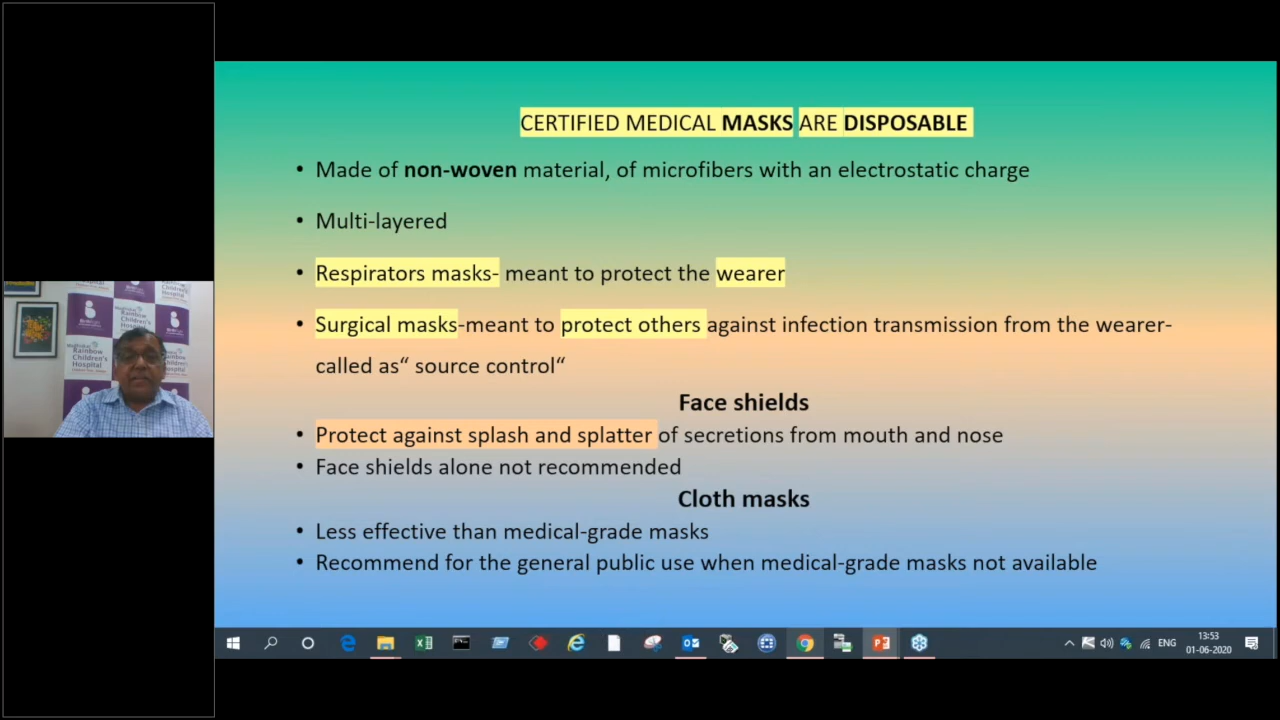 CERTIFIED MEDICAL MASKS ARE DISPOSABLE
• Made of non-woven material, of microfibers with an electrostatic charge
• Multi-layered
• Respirators masks- meant to protect the wearer
• Surgical masks-meant to protect others against infection transmission from the wearer-
called as“ source control“
Face shields
• Protect against splash and splatter of secretions from mouth and nose
• Face shields alone not recommended
Cloth masks
• Less effective than medical-grade masks
• Recommend for the general public use when medical-grade masks not available
Rainbow
Children's
Hospital
ENG
13:53
01-06-2020